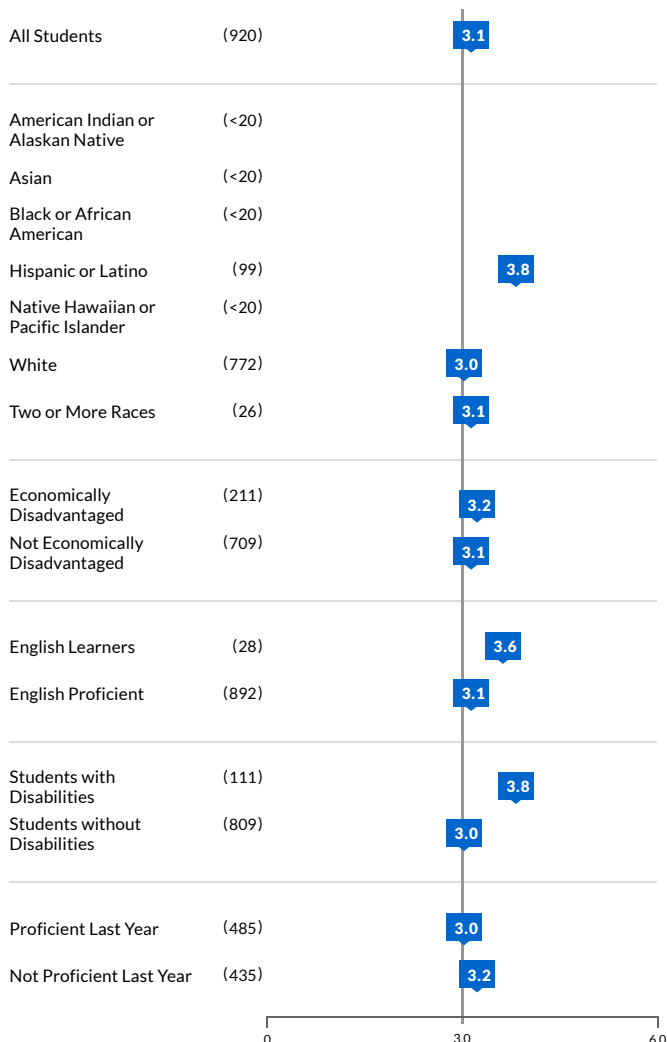 All Students (920) 3.1
American Indian or (<20)
Alaskan Native
Asian (<20)
Black or African (<20)
American
Hispanic or Latino (99) 3.8
Native Hawaiian or (<20)
Pacific Islander
White (772) 3.0
Two or More Races (26) 3.1
Economically (211)
Disadvantaged 3.2
Not Economically (709) 3.1
Disadvantaged
English Learners (28) 3.6
English Proficient (892) 3.1
Students with (111)
Disabilities 3.8
Students without (809) 3.0
Disabilities
Proficient Last Year (485) 3.0
Not Proficient Last Year (435) 3.2
0 3.0 6.0